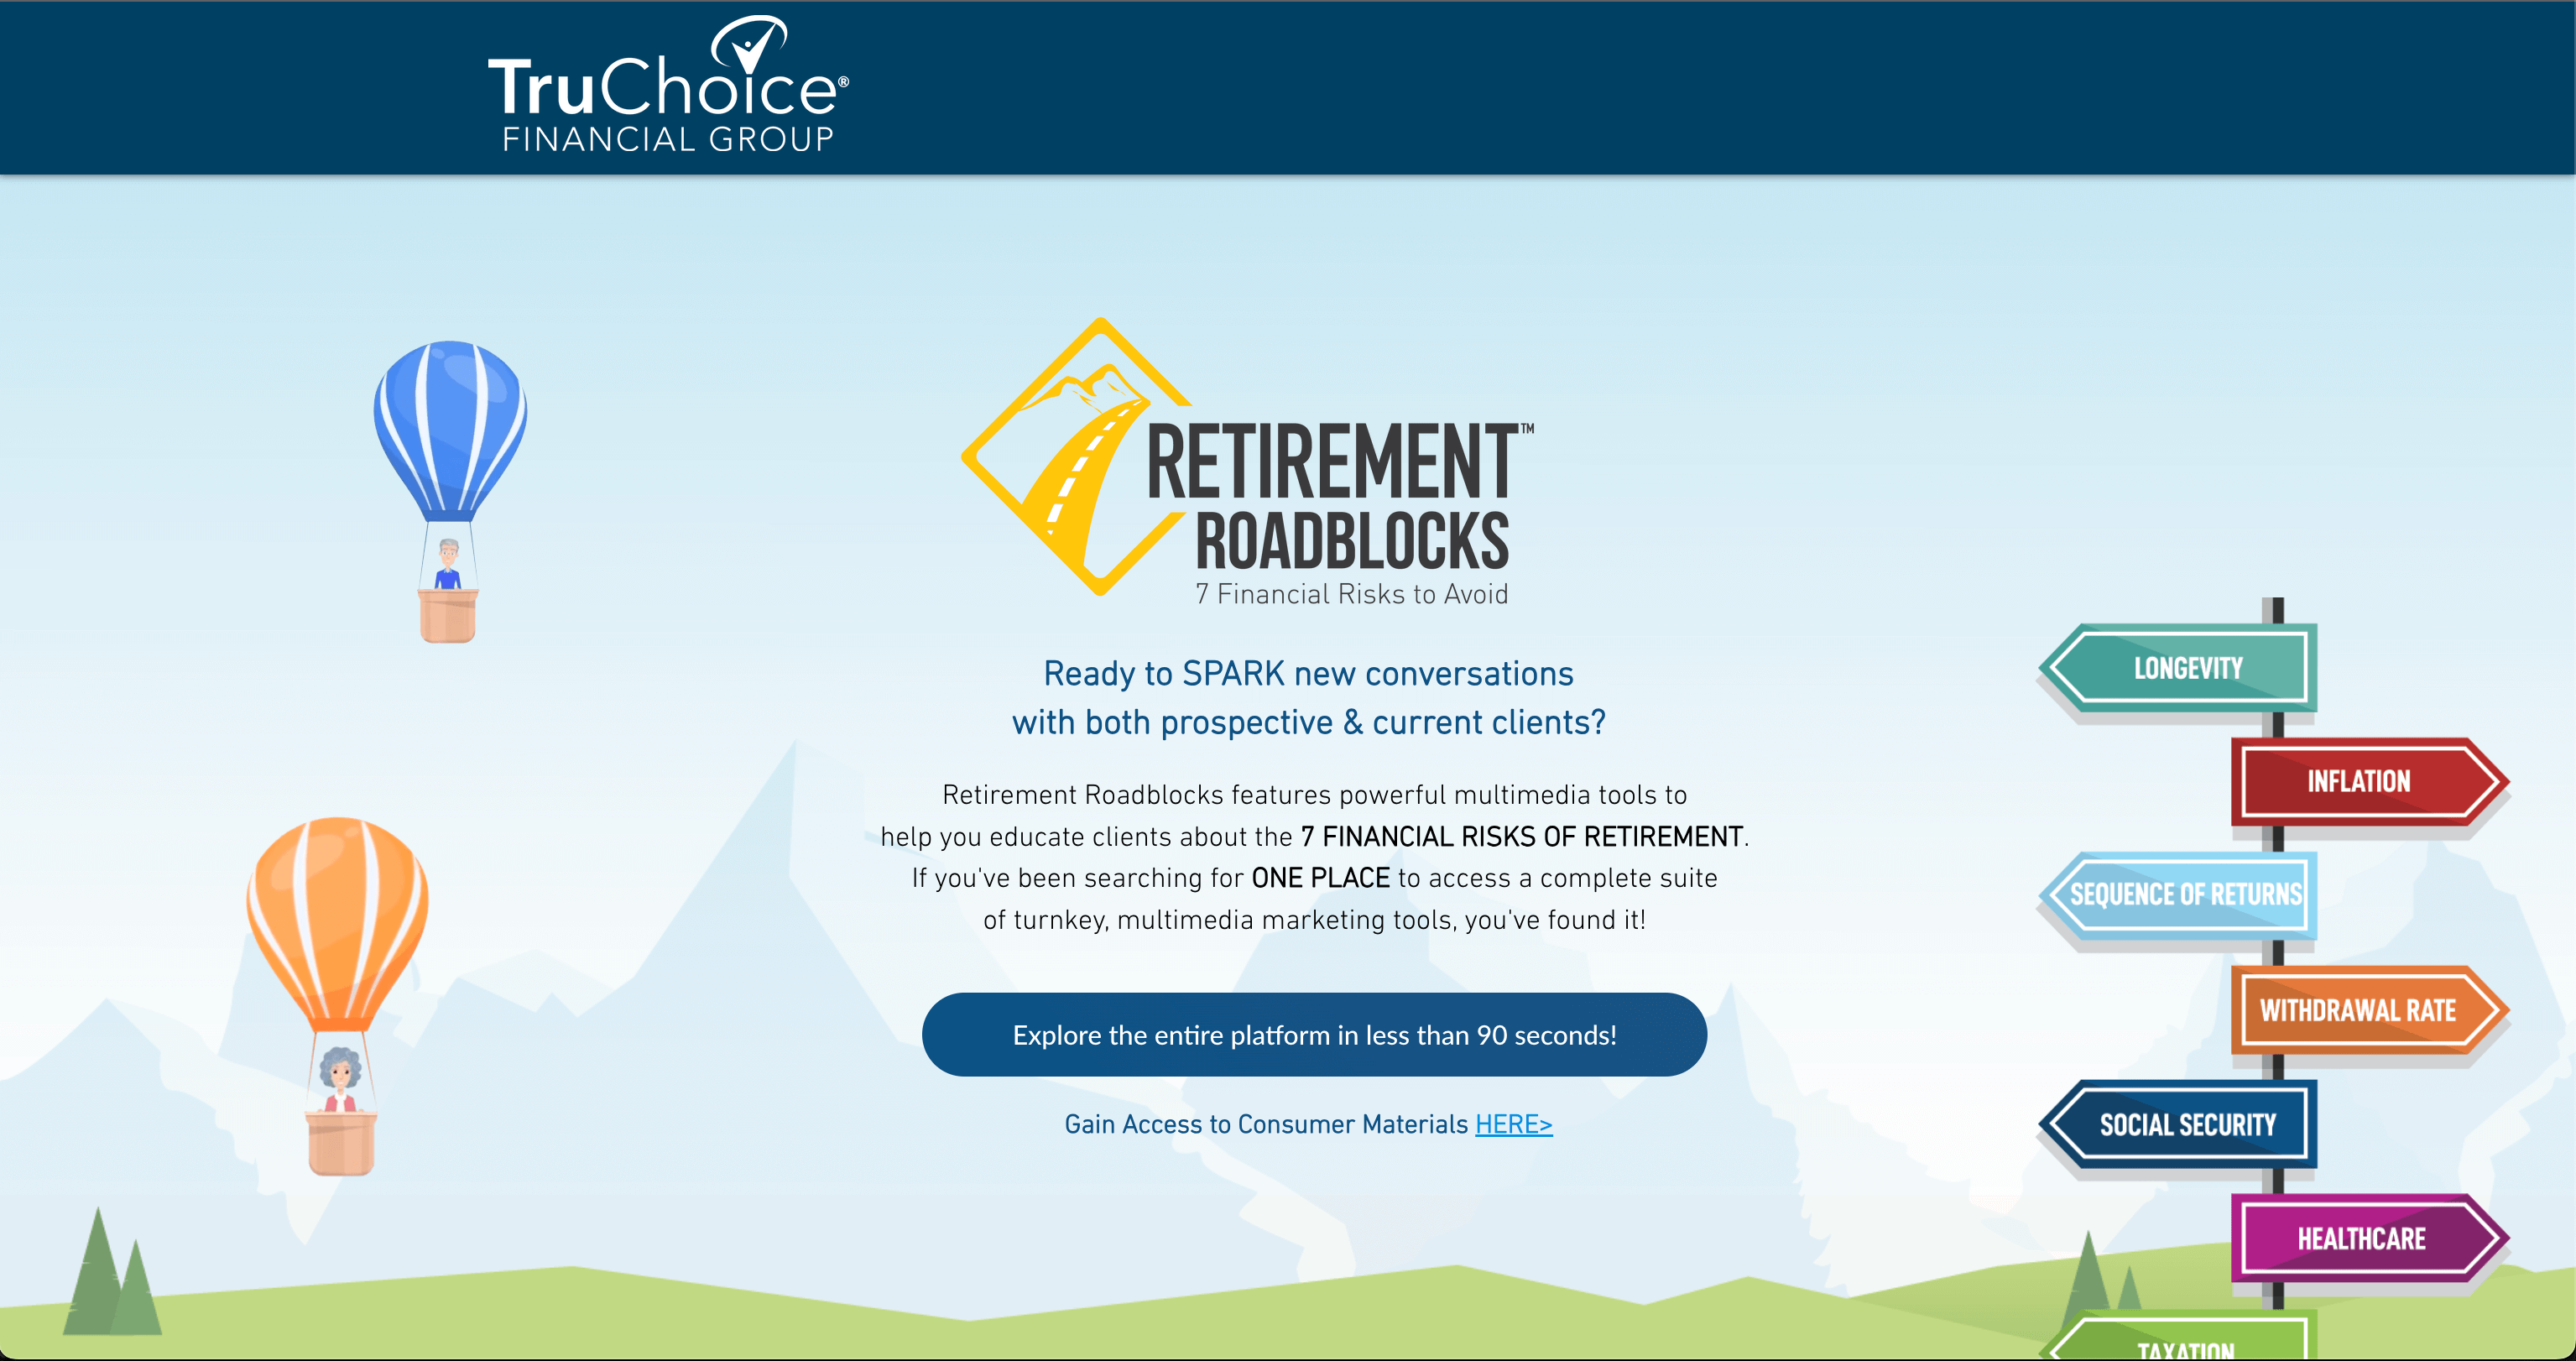 TruChoice®
FINANCIAL GROUP
RETIREMENT™
ROADBLOCKS
7 Financial Risks to Avoid
Ready to SPARK new conversations
with both prospective & current clients?
Retirement Roadblocks features powerful multimedia tools to
help you educate clients about the 7 FINANCIAL RISKS OF RETIREMENT.
If you've been searching for ONE PLACE to access a complete suite
of turnkey, multimedia marketing tools, you've found it!
Explore the entire platform in less than 90 seconds!
Gain Access to Consumer Materials HERE>
LONGEVITY
INFLATION
SEQUENCE OF RETURNS
WITHDRAWAL RATE
SOCIAL SECURITY
HEALTHCARE
TAXATION